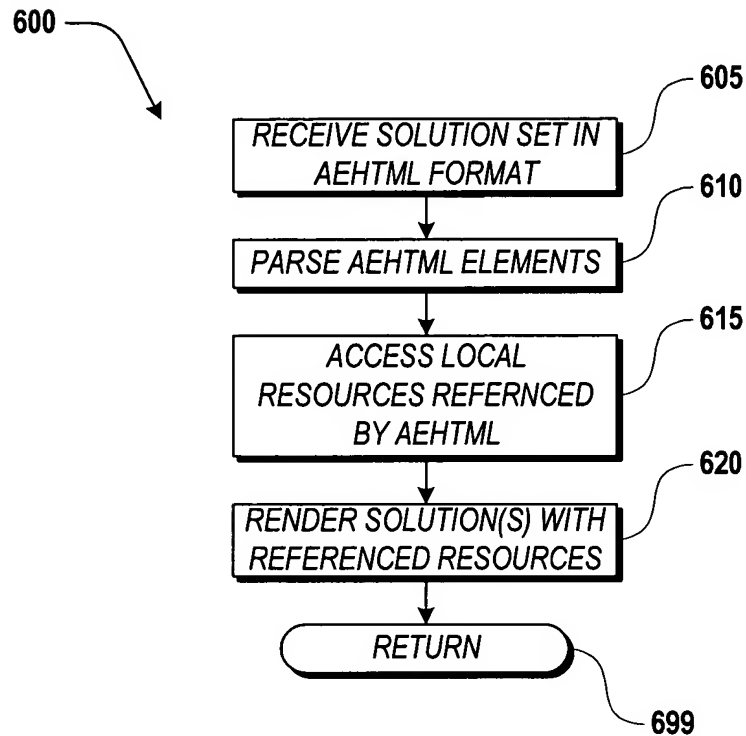 600
605
RECEIVE SOLUTION SET IN
AEHTML FORMAT
610
PARSE AEHTML ELEMENTS
615
ACCESS LOCAL
RESOURCES REFERNCED
BY AEHTML
620
RENDER SOLUTION(S) WITH
REFERENCED RESOURCES
RETURN
699